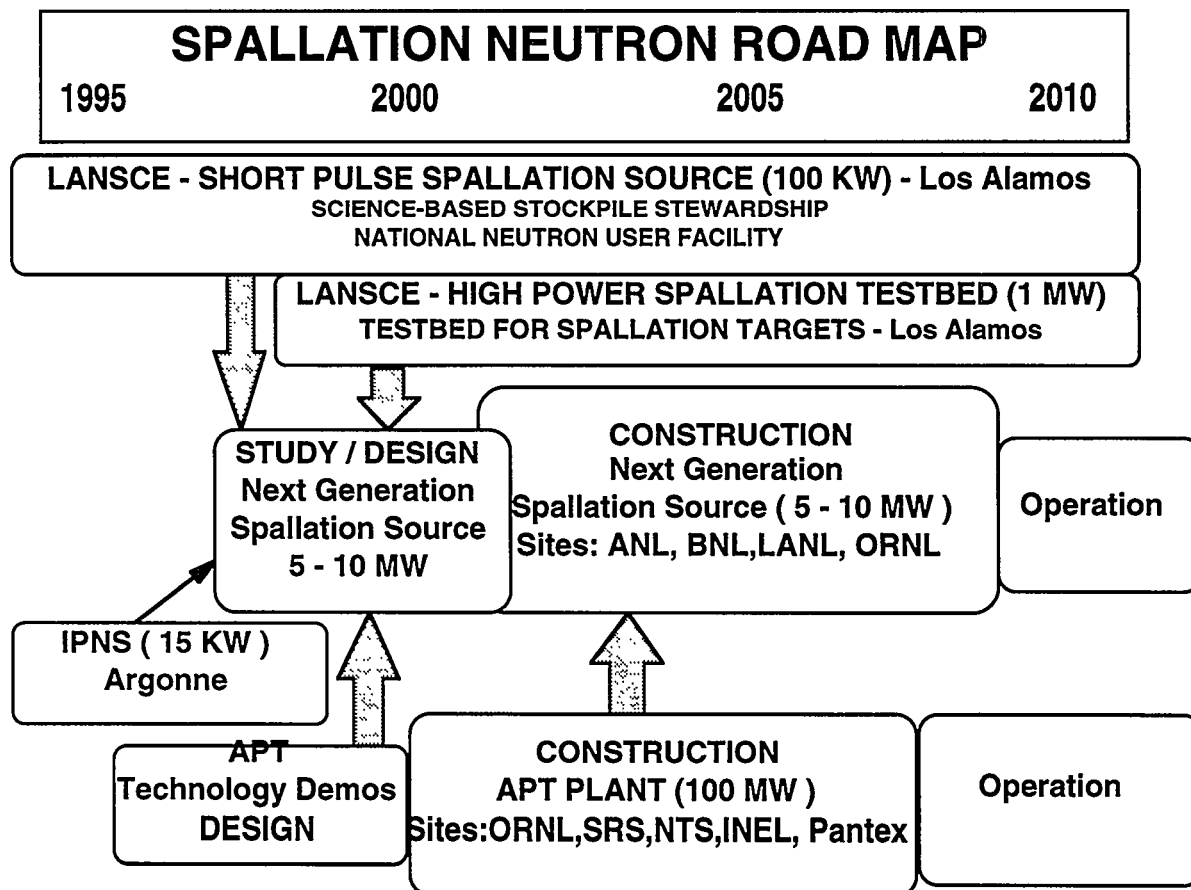 SPALLATION NEUTRON ROAD MAP
1995 2000 2005 2010
LANSCE - SHORT PULSE SPALLATION SOURCE (100 KW) - Los Alamos
SCIENCE-BASED STOCKPILE STEWARDSHIP
NATIONAL NEUTRON USER FACILITY
LANSCE - HIGH POWER SPALLATION TESTBED (1 MW)
TESTBED FOR SPALLATION TARGETS - Los Alamos
STUDY / DESIGN
Next Generation
Spallation Source
5 - 10 MW
CONSTRUCTION
Next Generation
Spallation Source ( 5 - 10 MW )
Sites: ANL, BNL,LANL, ORNL
Operation
IPNS ( 15 KW )
Argonne
APT
Technology Demos
DESIGN
CONSTRUCTION
APT PLANT (100 MW )
Sites:ORNL,SRS,NTS,INEL, Pantex
Operation